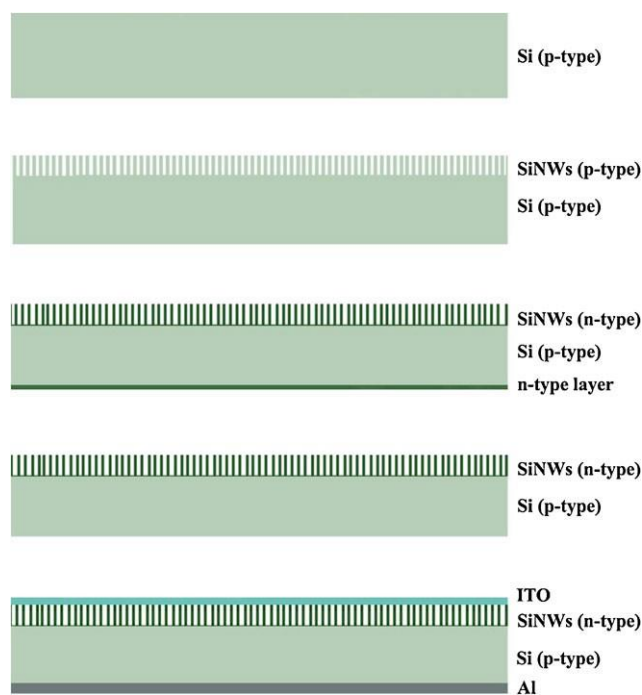 Si (p-type)
SiNWs (p-type)
Si (p-type)
SiNWs (n-type)
Si (p-type)
n-type layer
SiNWs (n-type)
Si (p-type)
ITO
SiNWs (n-type)
Si (p-type)
Al